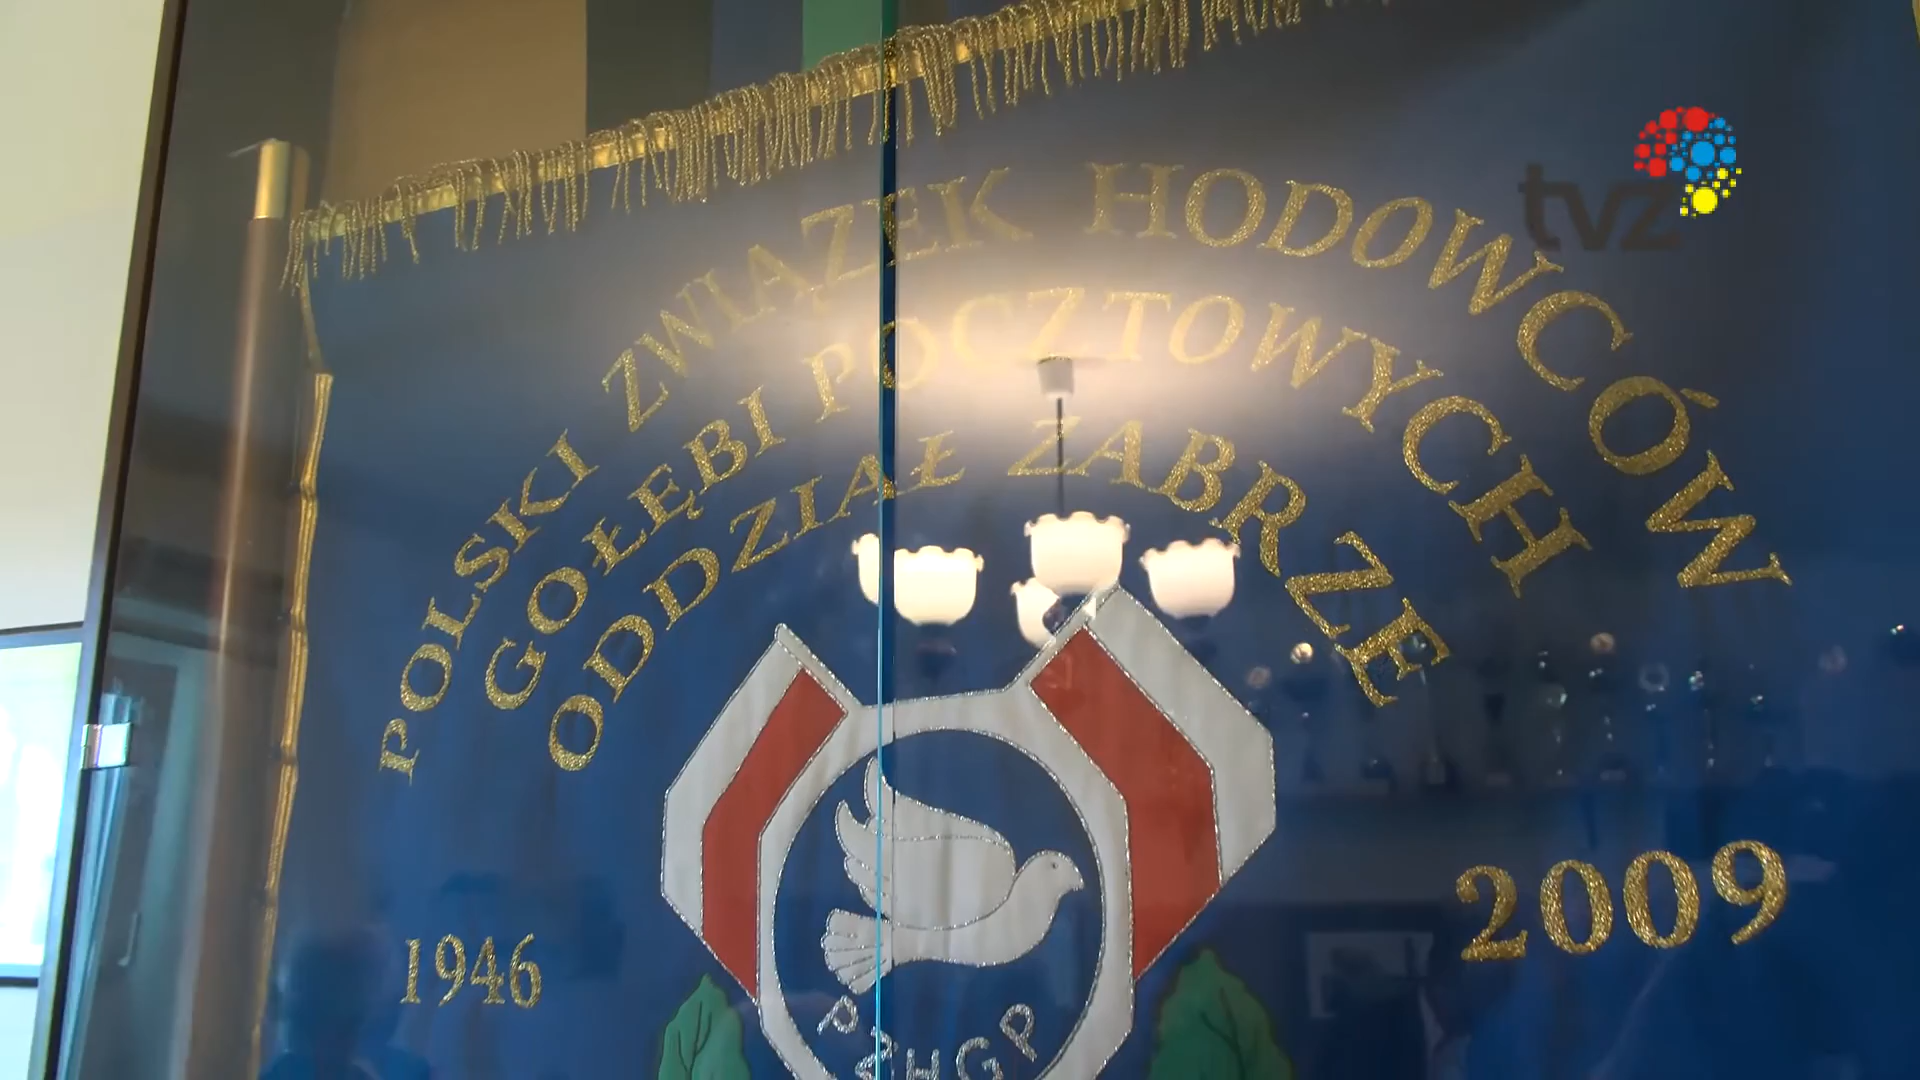 POLSKI ZWIĄZEK HODOWCÓW
GOŁĘBI POCZTOWYCH
ODDZIAŁ ZABRZE
1946
2009
PZHGP
tvz